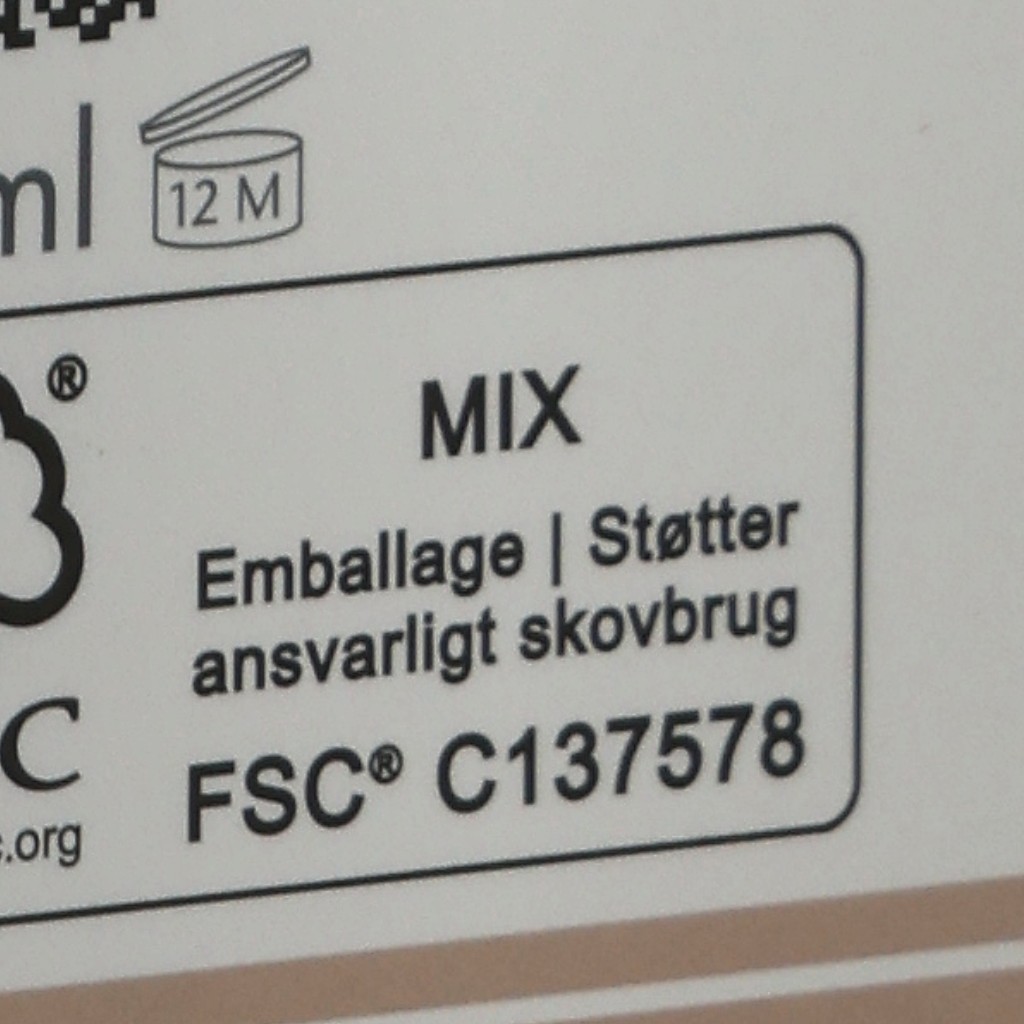 ml 12 M
®
MIX
Emballage | Støtter
ansvarligt skovbrug
FSC® C137578
C
.org